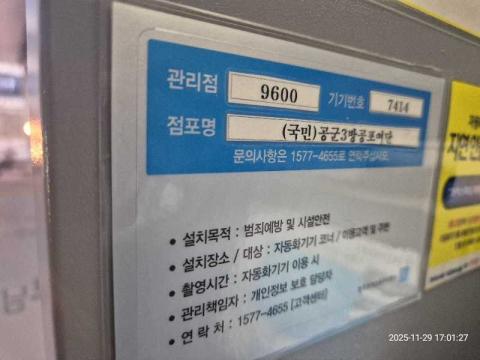 관리점 9600 기기번호 7414
점포명 (국민)공군3방공포여단
문의사항은 1577-4655로 연락주십시오.
• 설치목적 : 범죄예방 및 시설안전
• 설치장소 / 대상 : 자동화기기 코너 / 이용고객 및 주변
• 촬영시간 : 자동화기기 이용 시
• 관리책임자 : 개인정보 보호 담당자
• 연 락 처 : 1577-4655 [고객센터]
지연 인
2025-11-29 17:01:27